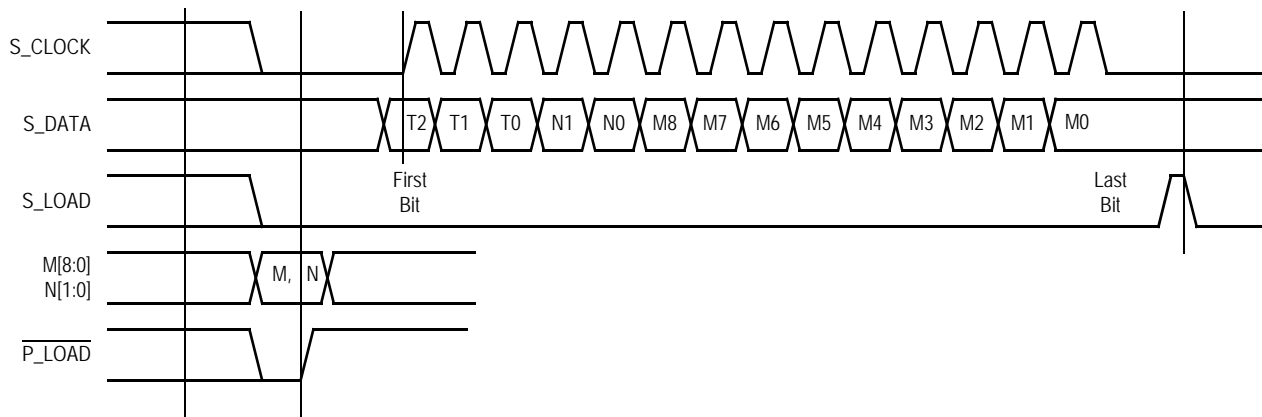 S_CLOCK
S_DATA
T2 T1 T0 N1 N0 M8 M7 M6 M5 M4 M3 M2 M1 M0
First
Bit
Last
Bit
S_LOAD
M[8:0]
N[1:0]
M, N
P_LOAD